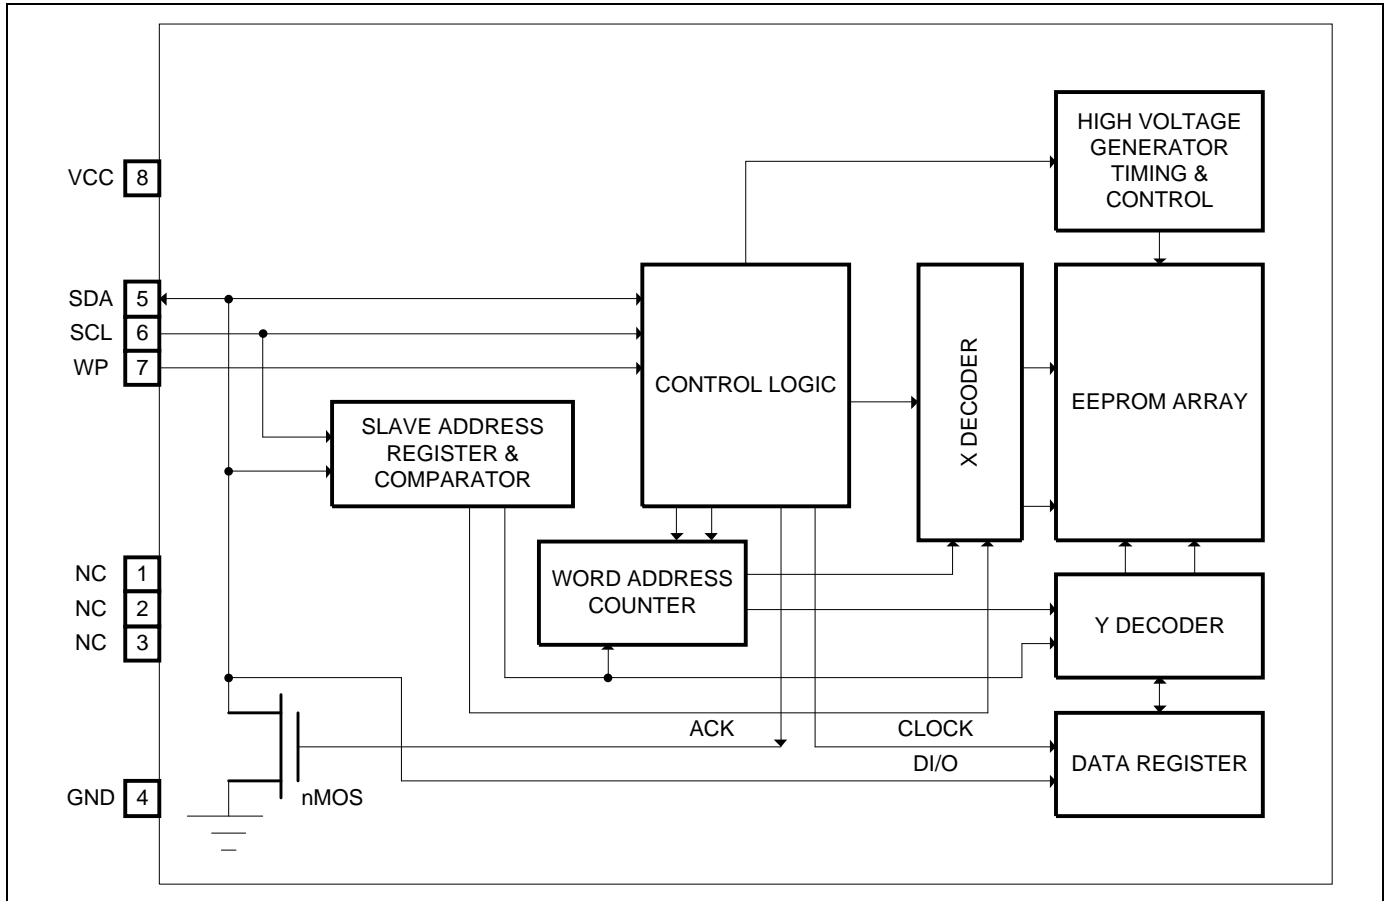 HIGH VOLTAGE
GENERATOR
TIMING &
CONTROL
VCC 8
SDA 5
SCL 6
WP 7
CONTROL LOGIC
X DECODER
EEPROM ARRAY
SLAVE ADDRESS
REGISTER &
COMPARATOR
NC 1
NC 2
NC 3
WORD ADDRESS
COUNTER
Y DECODER
ACK
CLOCK
DI/O
DATA REGISTER
GND 4
nMOS